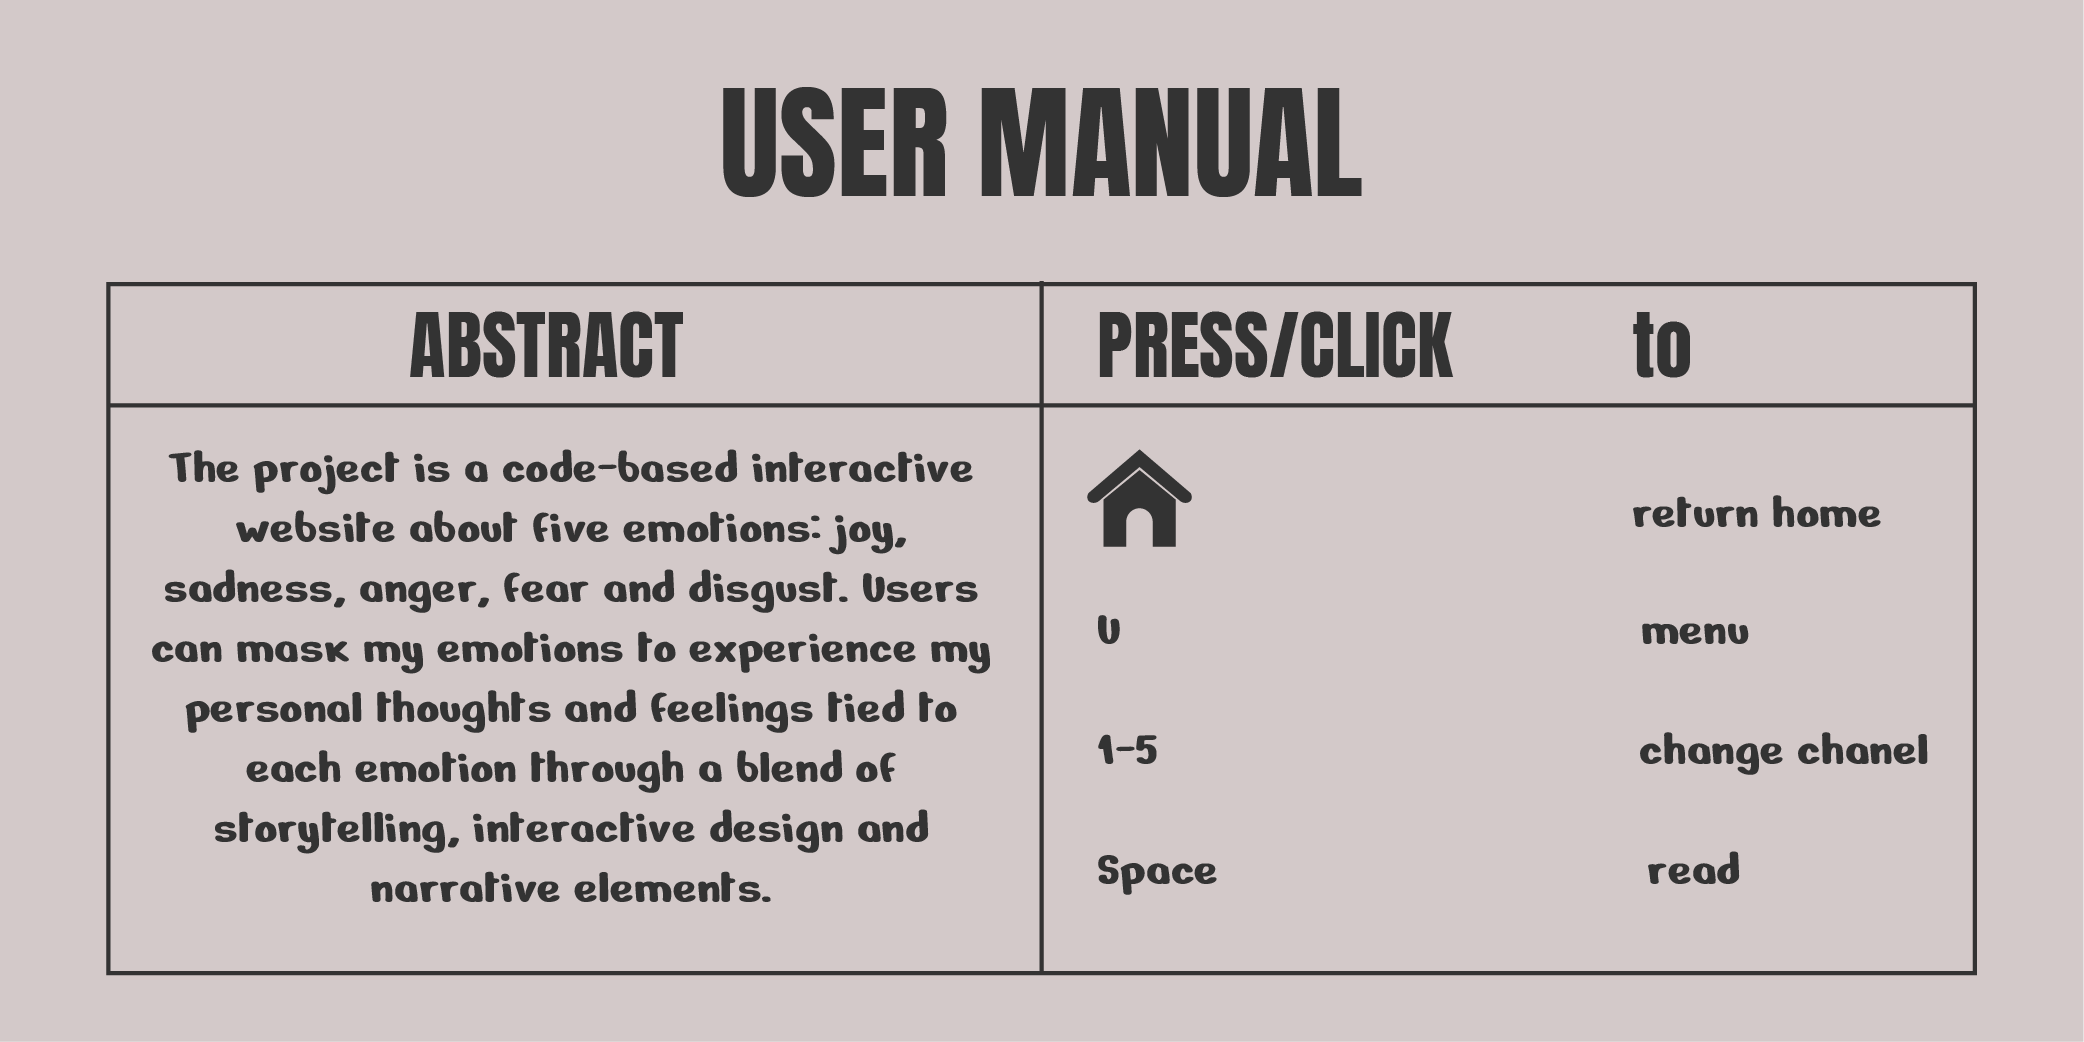 USER MANUAL
ABSTRACT
The project is a code-based interactive
website about five emotions: joy,
sadness, anger, fear and disgust. Users
can mask my emotions to experience my
personal thoughts and feelings tied to
each emotion through a blend of
storytelling, interactive design and
narrative elements.
PRESS/CLICK to
return home
U menu
1-5 change chanel
Space read